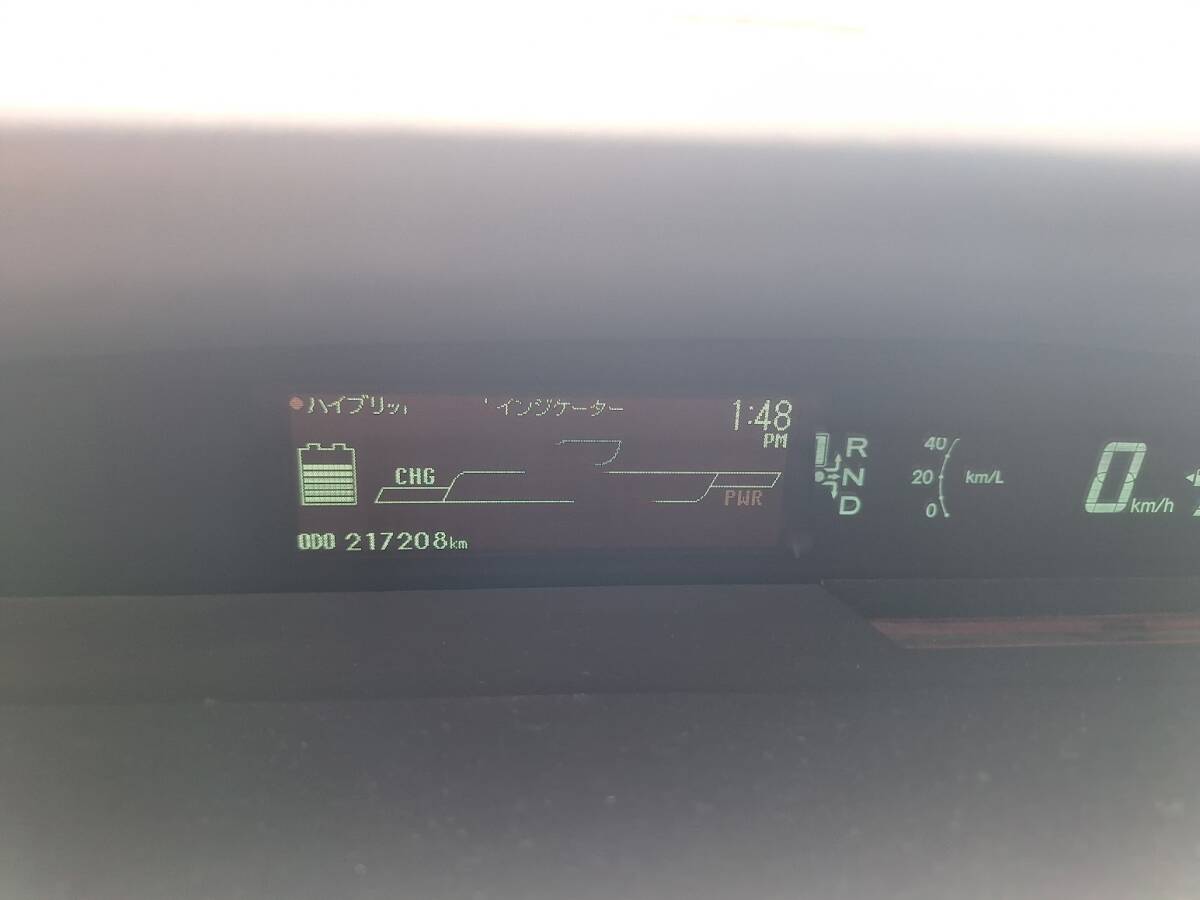 ハイブリッ インジケーター
1:48
PM
CHG
PWR
ODO 217208km
R
N
D
40
20
0
km/L
0 km/h